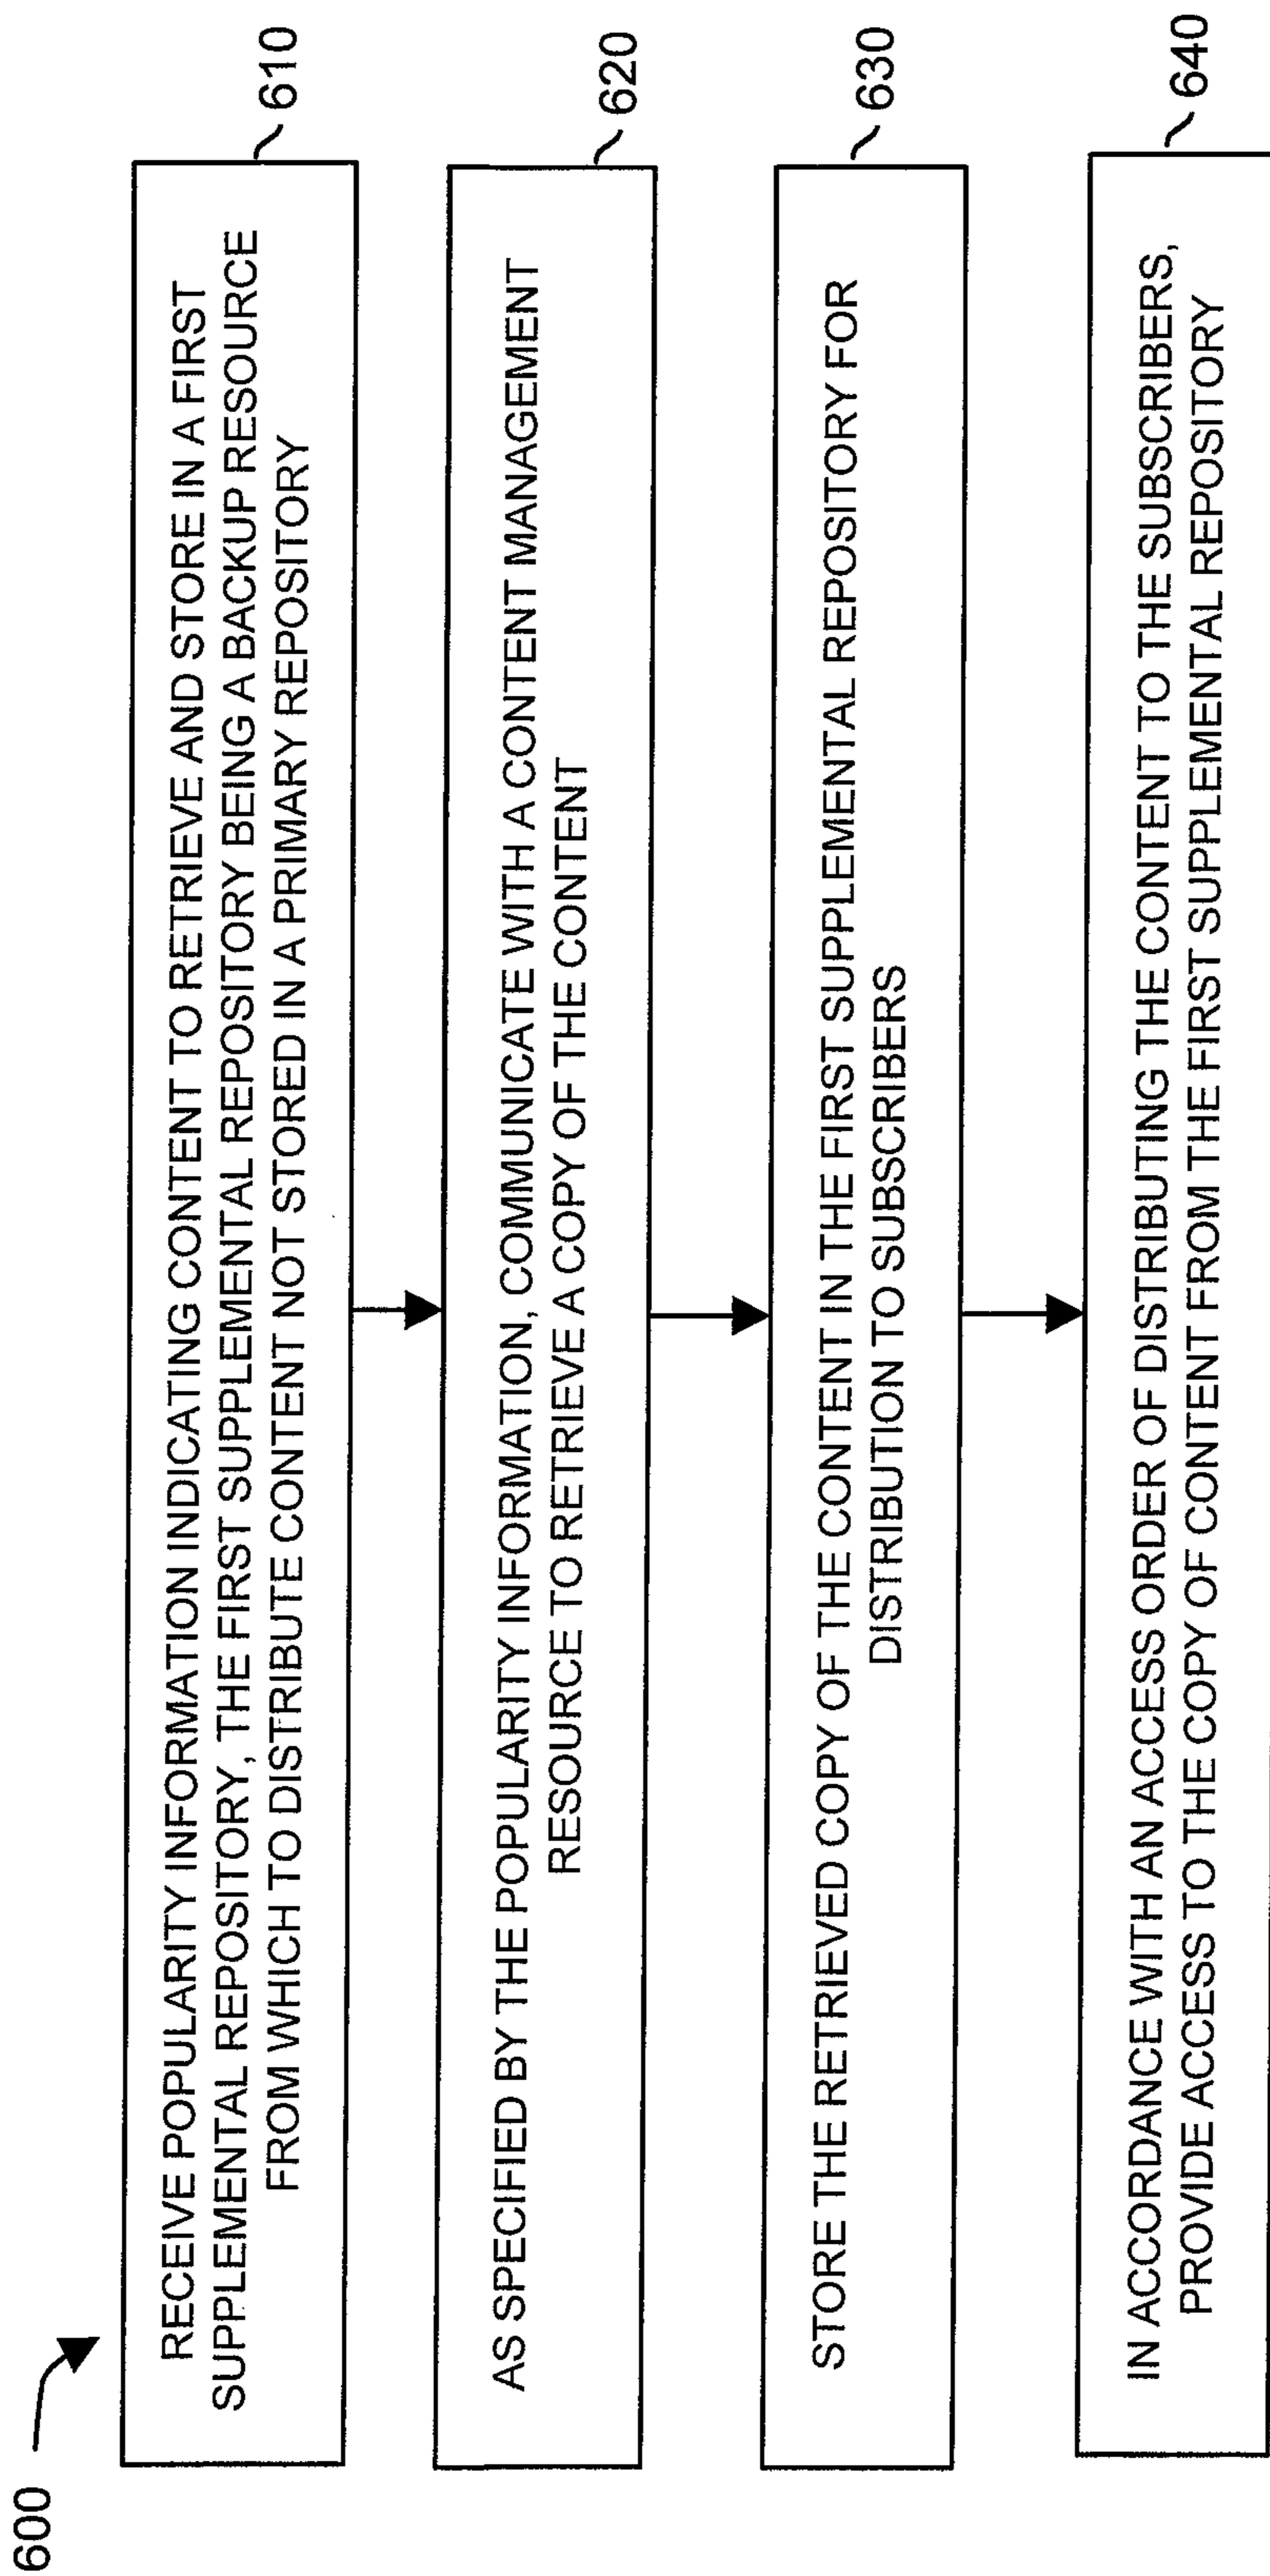 600
RECEIVE POPULARITY INFORMATION INDICATING CONTENT TO RETRIEVE AND STORE IN A FIRST
SUPPLEMENTAL REPOSITORY, THE FIRST SUPPLEMENTAL REPOSITORY BEING A BACKUP RESOURCE
FROM WHICH TO DISTRIBUTE CONTENT NOT STORED IN A PRIMARY REPOSITORY
610
AS SPECIFIED BY THE POPULARITY INFORMATION, COMMUNICATE WITH A CONTENT MANAGEMENT
RESOURCE TO RETRIEVE A COPY OF THE CONTENT
620
STORE THE RETRIEVED COPY OF THE CONTENT IN THE FIRST SUPPLEMENTAL REPOSITORY FOR
DISTRIBUTION TO SUBSCRIBERS
630
IN ACCORDANCE WITH AN ACCESS ORDER OF DISTRIBUTING THE CONTENT TO THE SUBSCRIBERS,
PROVIDE ACCESS TO THE COPY OF CONTENT FROM THE FIRST SUPPLEMENTAL REPOSITORY
640